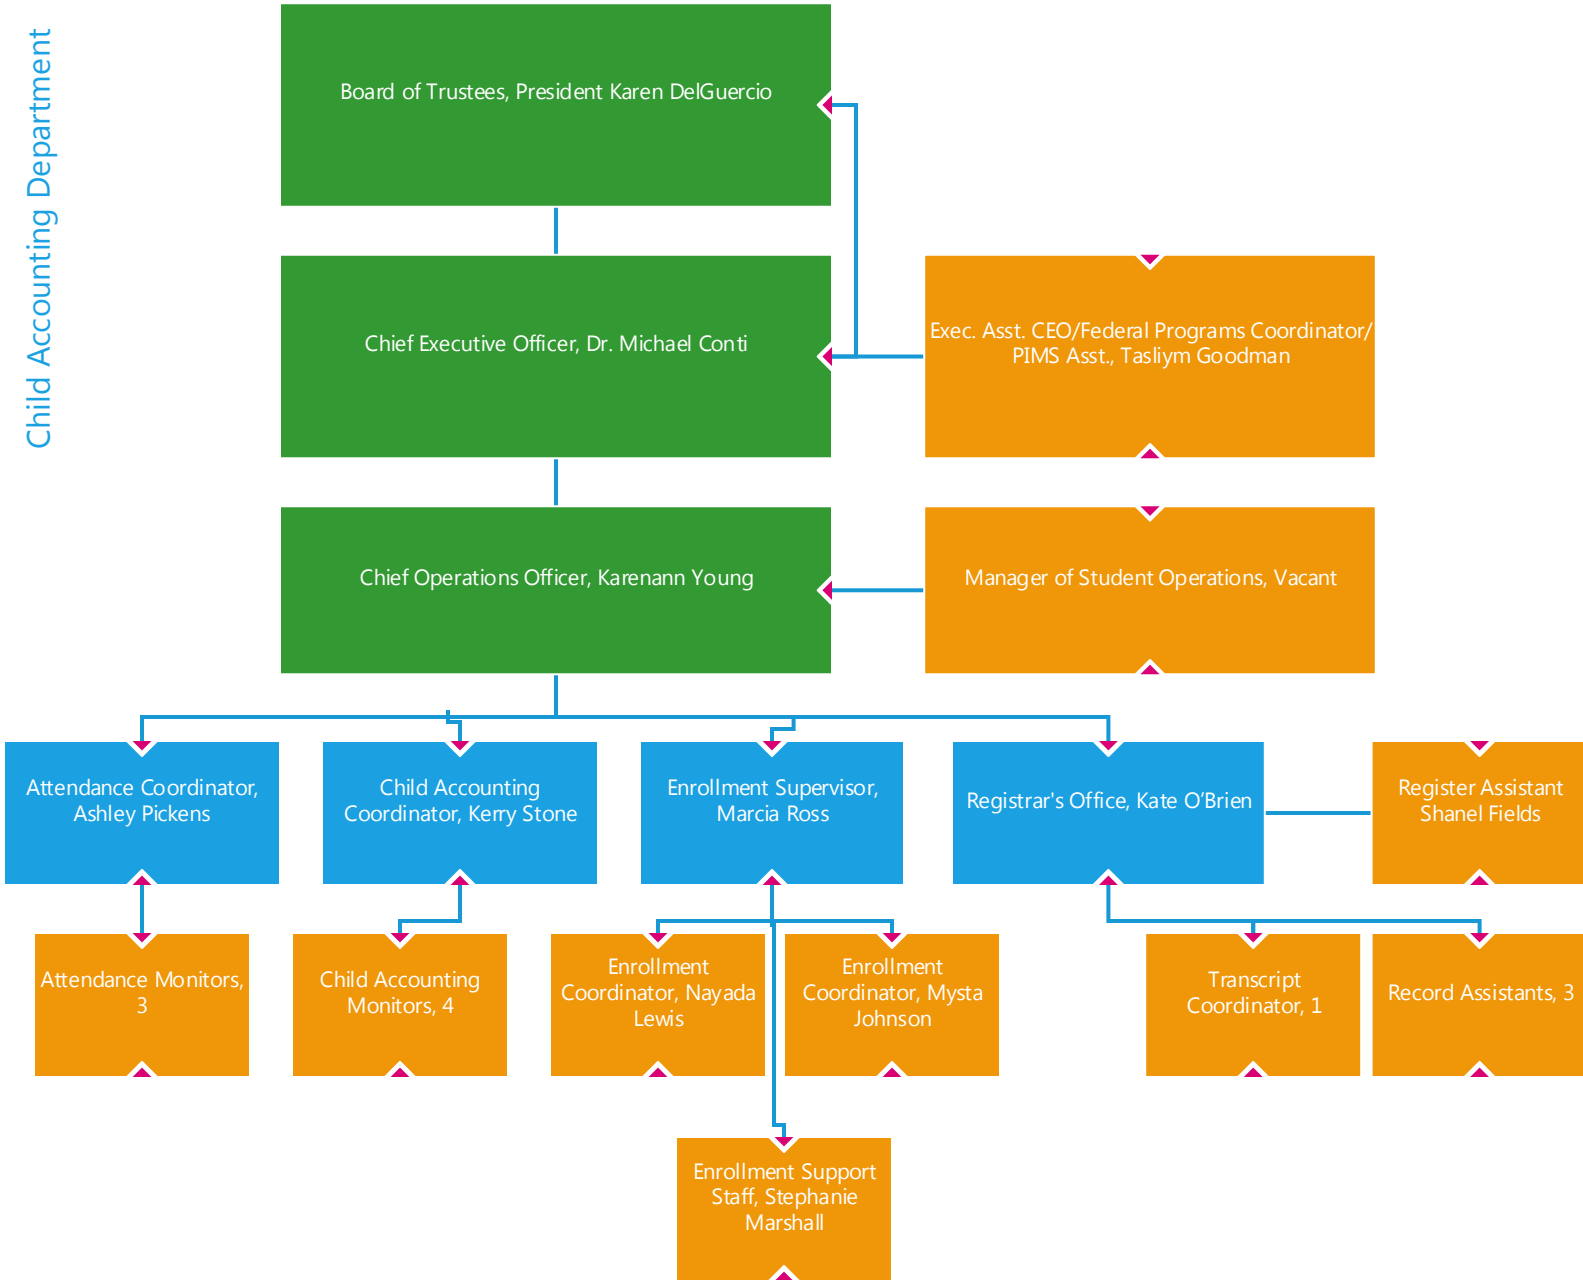 Child Accounting Department
Board of Trustees, President Karen DelGuercio
Chief Executive Officer, Dr. Michael Conti
Exec. Asst. CEO/Federal Programs Coordinator/
PIMS Asst., Tasliym Goodman
Chief Operations Officer, Karenann Young
Manager of Student Operations, Vacant
Attendance Coordinator,
Ashley Pickens
Child Accounting
Coordinator, Kerry Stone
Enrollment Supervisor,
Marcia Ross
Registrar's Office, Kate O’Brien
Register Assistant
Shanel Fields
Attendance Monitors,
3
Child Accounting
Monitors, 4
Enrollment
Coordinator, Nayada
Lewis
Enrollment
Coordinator, Mysta
Johnson
Transcript
Coordinator, 1
Record Assistants, 3
Enrollment Support
Staff, Stephanie
Marshall